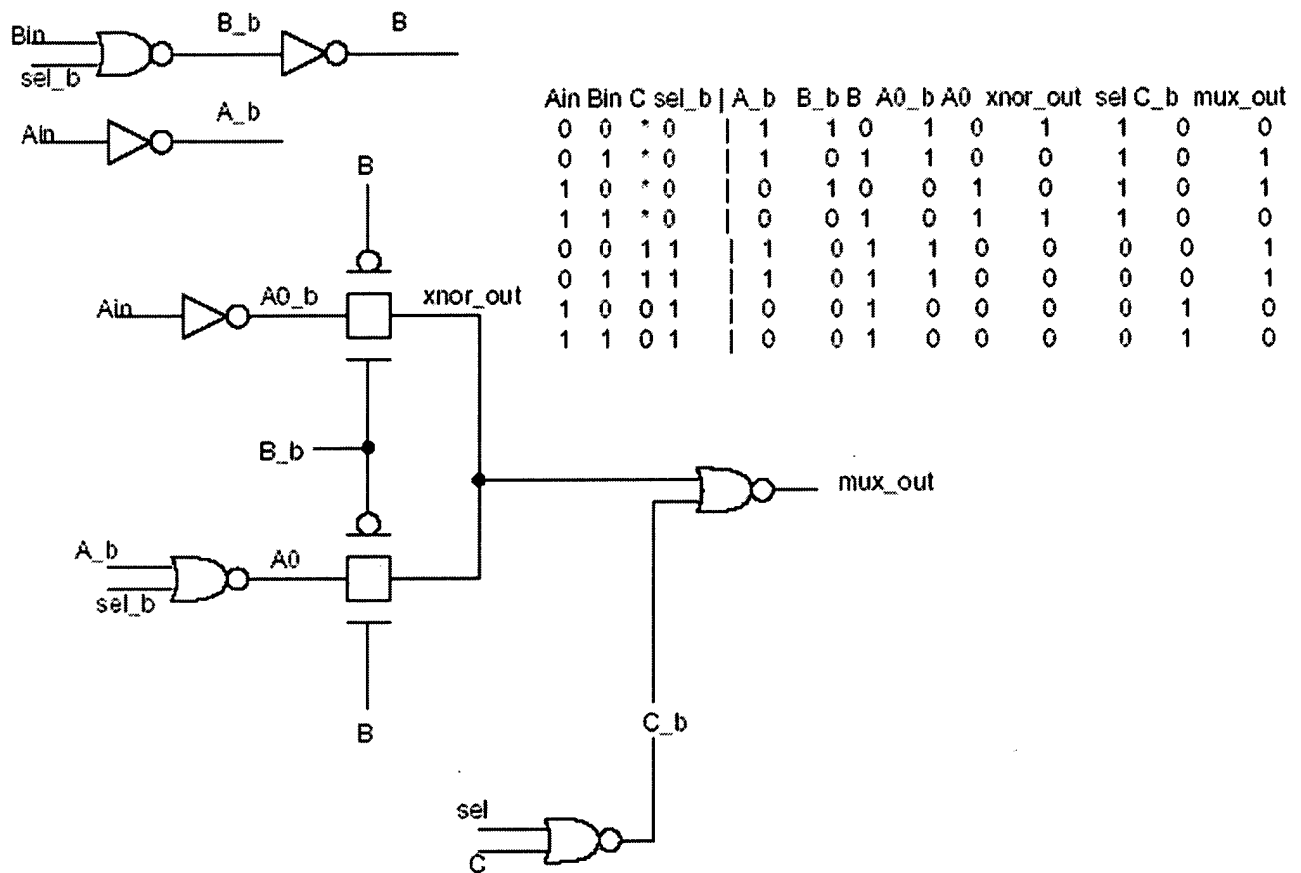 B_b B
Bin
sel_b
A_b
Ain
Ain Bin C sel_b | A_b B_b B A0_b A0 xnor_out sel C_b mux_out
0 0 * 0 | 1 1 0 1 0 1 1 0 0
0 1 * 0 | 1 0 1 1 0 0 1 0 1
1 0 * 0 | 0 1 0 0 1 0 1 0 1
1 1 * 0 | 0 0 1 0 1 1 1 0 0
0 0 1 1 | 1 0 1 1 0 0 0 0 1
0 1 1 1 | 1 0 1 1 0 0 0 0 1
1 0 0 1 | 0 0 1 0 0 0 0 1 0
1 1 0 1 | 0 0 1 0 0 0 0 1 0
B
Ain A0_b xnor_out
B_b
mux_out
A_b A0
sel_b
B
C_b
sel
C